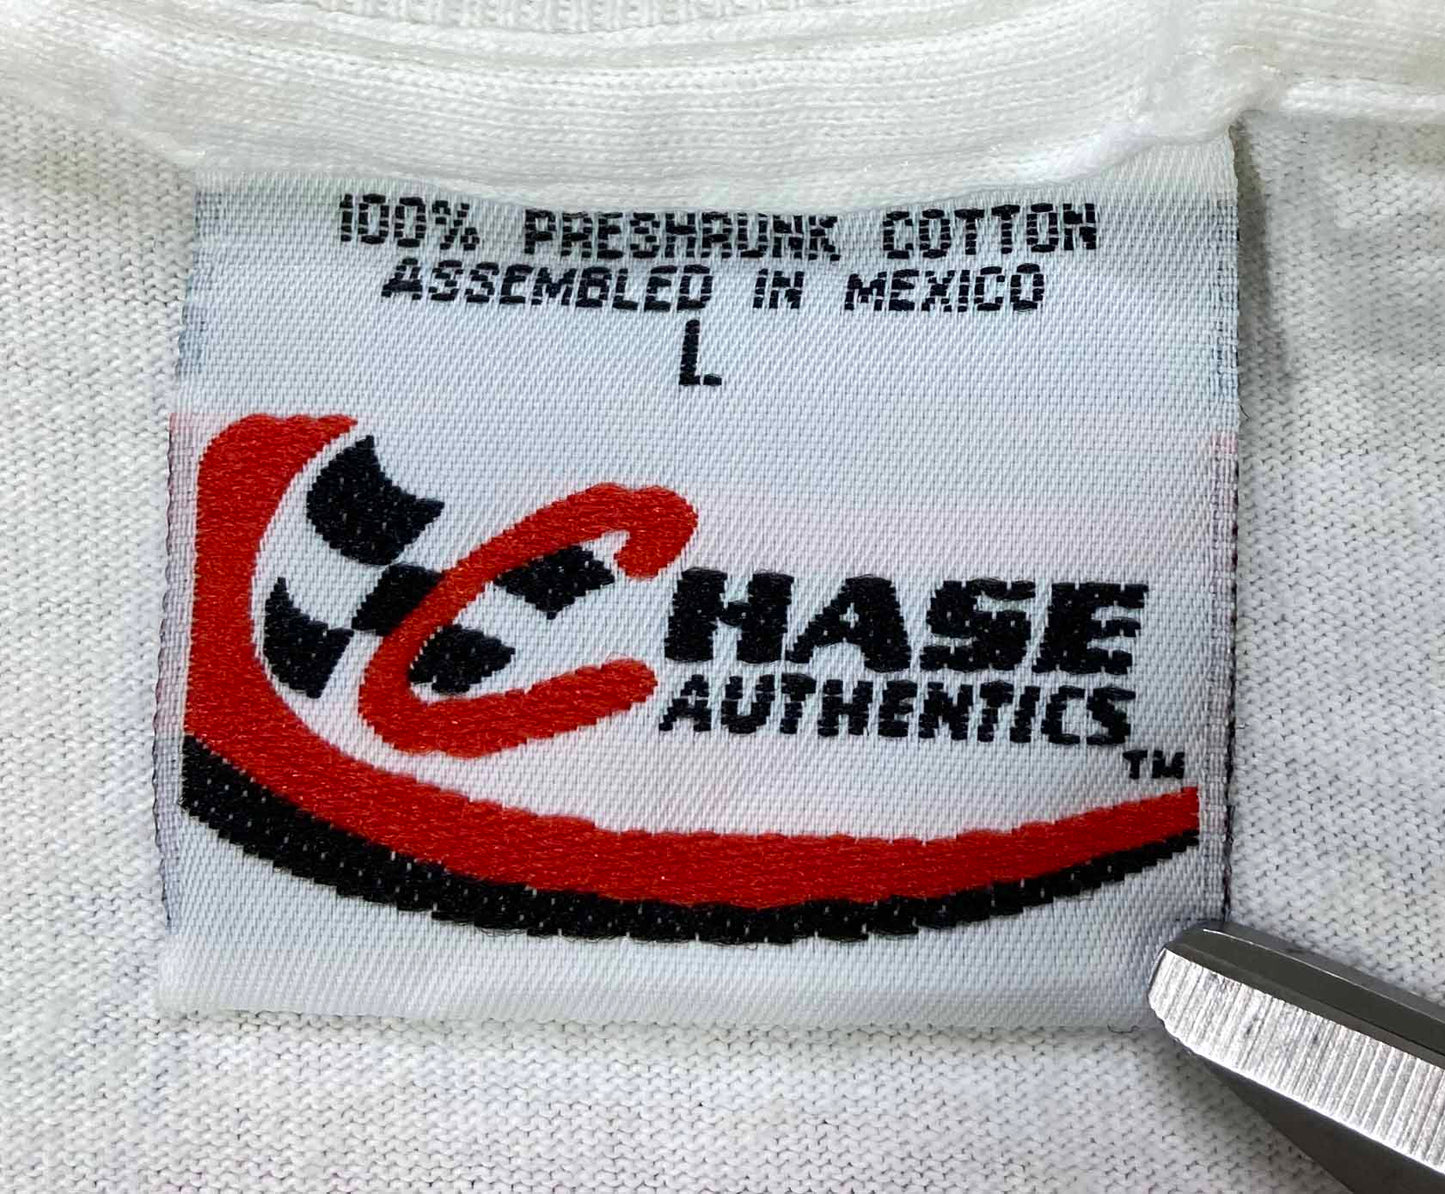 100% PRESHRUNK COTTON
ASSEMBLED IN MEXICO
L
CHASE
AUTHENTICS
TM